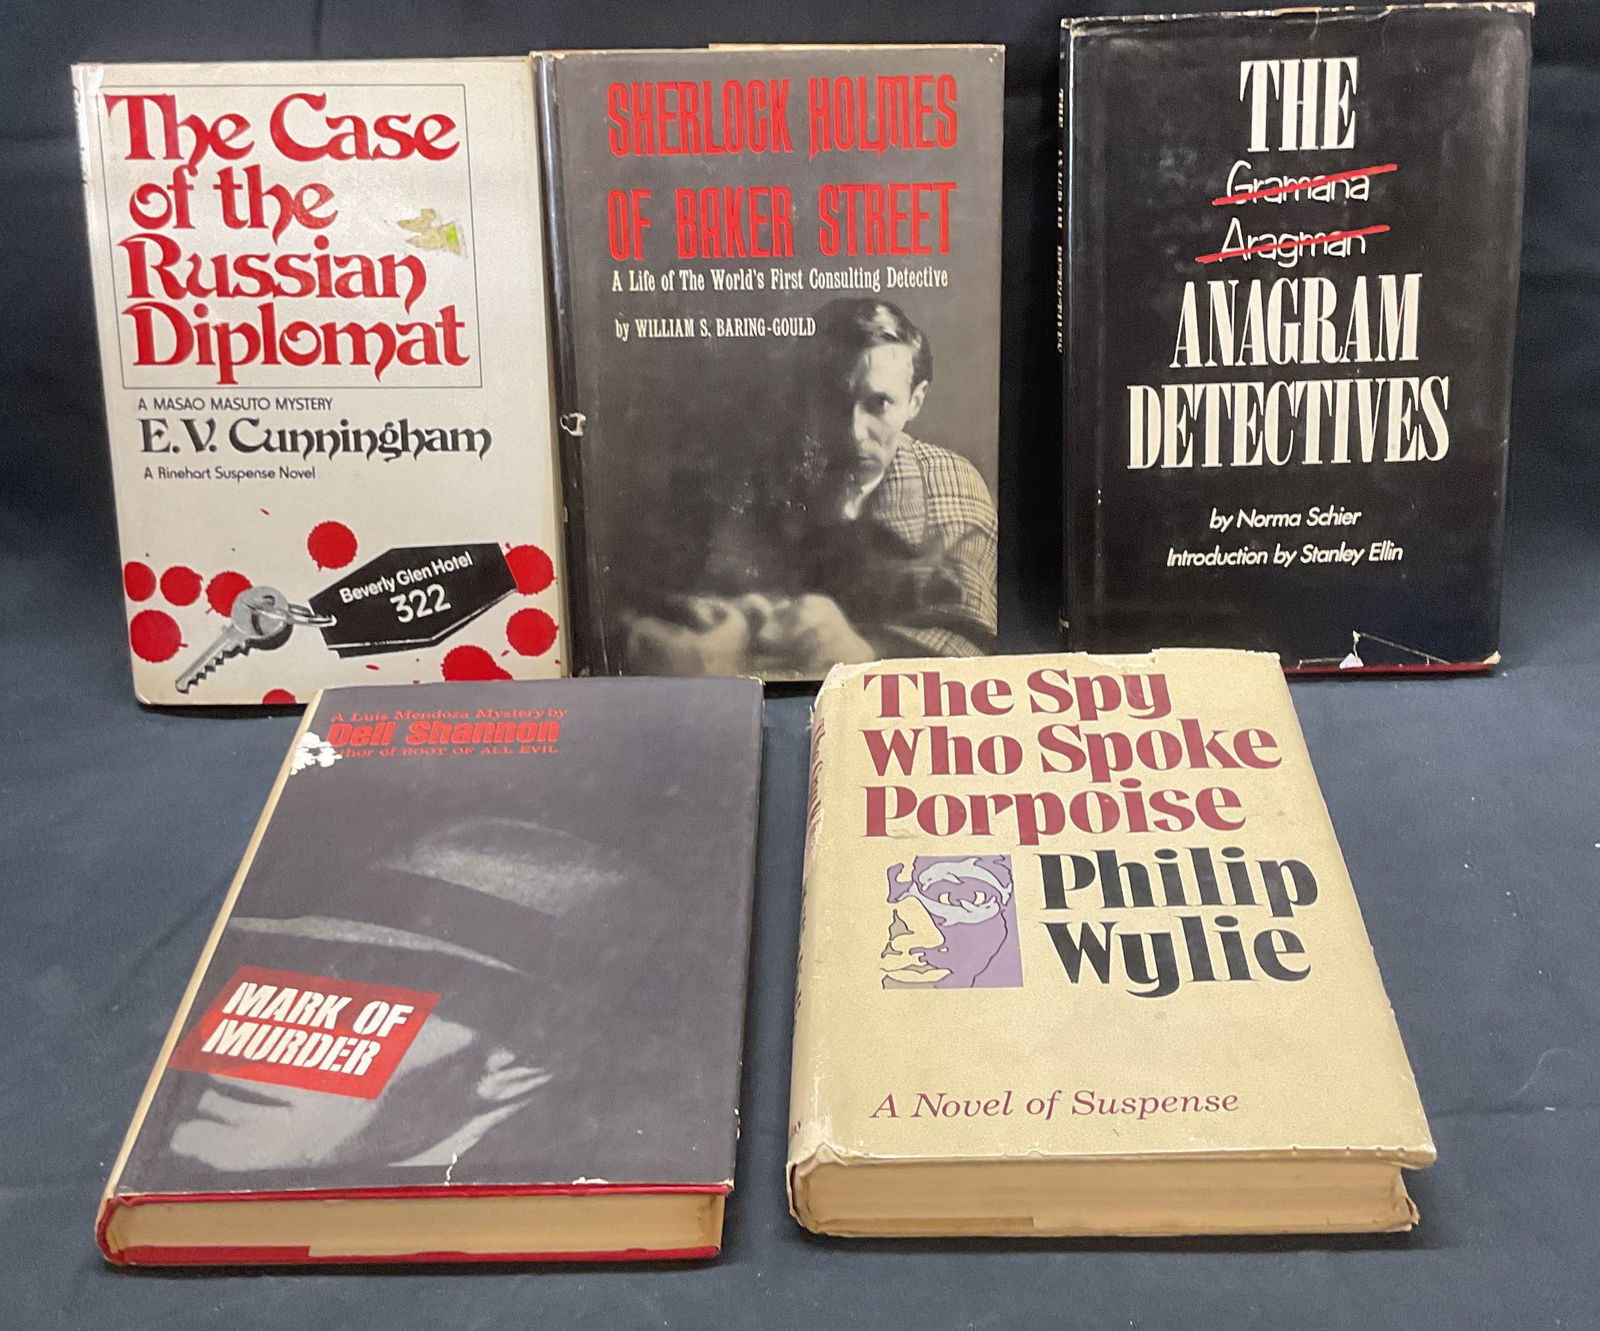 The Case
of the
Russian
Diplomat
A MASAO MASUTO MYSTERY
E.V. Cunningham
A Rinehart Suspense Novel
Beverly Glen Hotel
322
SHERLOCK HOLMES
OF BAKER STREET
A Life of The World's First Consulting Detective
by WILLIAM S. BARING-GOULD
THE
Gramana
Aragman
ANAGRAM
DETECTIVES
by Norma Schier
Introduction by Stanley Ellin
A Luis Mendoza Mystery by
Dell Shannon
thor of ROOT OF ALL EVIL
MARK OF
MURDER
The Spy
Who Spoke
Porpoise
Philip
Wylie
A Novel of Suspense